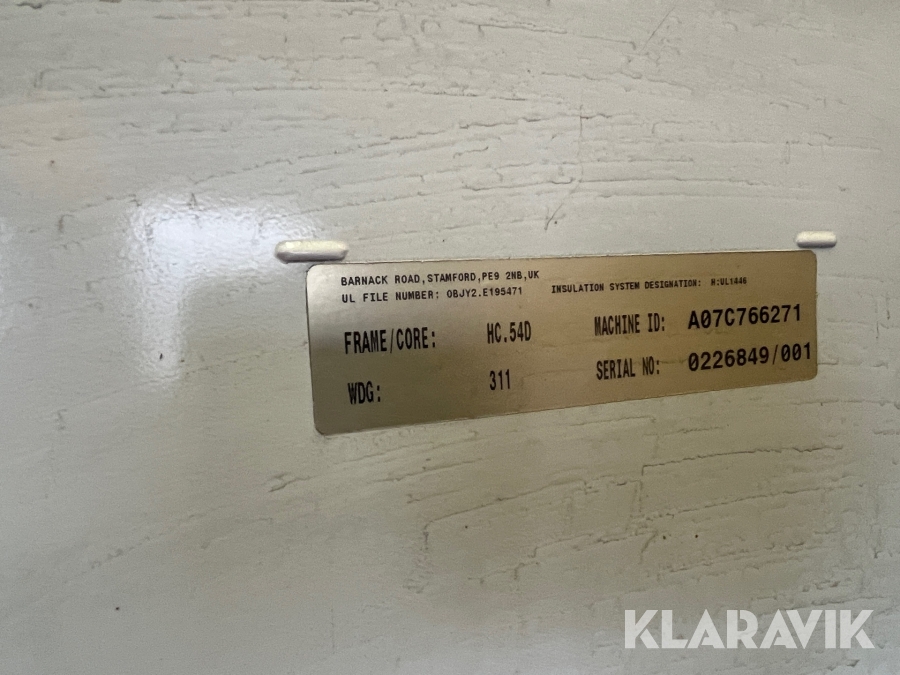 BARNACK ROAD,STAMFORD,PE9 2NB,UK
UL FILE NUMBER: OBJY2.E195471 INSULATION SYSTEM DESIGNATION: H:UL1446
FRAME/CORE: HC.54D MACHINE ID: A07C766271
WDG: 311 SERIAL NO: 0226849/001
KLARAVIK